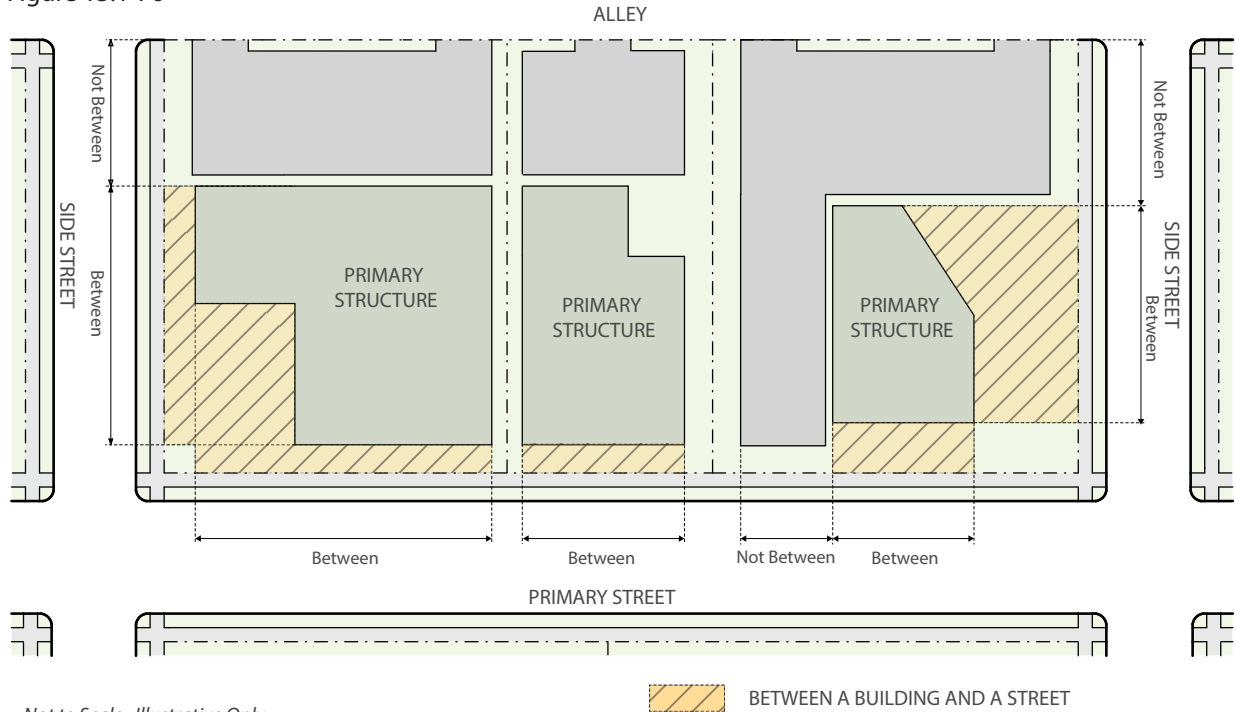 ALLEY
Not Between
Not Between
SIDE STREET
Between
PRIMARY
STRUCTURE
PRIMARY
STRUCTURE
PRIMARY
STRUCTURE
SIDE STREET
Between
Between
Between
Not Between
Between
PRIMARY STREET
BETWEEN A BUILDING AND A STREET
Not to Scale. Illustrative Only.